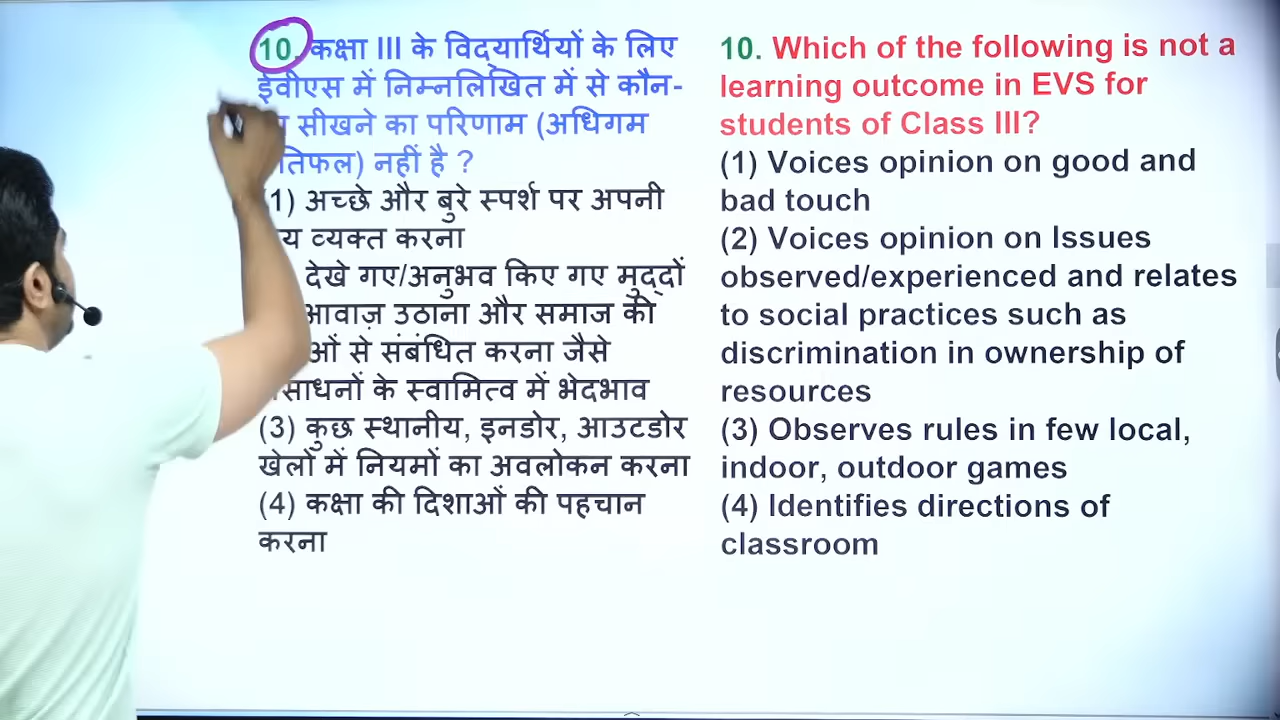 10. कक्षा III के विद्यार्थियों के लिए
ईवीएस में निम्नलिखित में से कौन-
सीखने का परिणाम (अधिगम
तिफल) नहीं है ?
1) अच्छे और बुरे स्पर्श पर अपनी
य व्यक्त करना
देखे गए/अनुभव किए गए मुद्दों
आवाज़ उठाना और समाज की
ओं से संबंधित करना जैसे
साधनों के स्वामित्व में भेदभाव
(3) कुछ स्थानीय, इनडोर, आउटडोर
खेलों में नियमों का अवलोकन करना
(4) कक्षा की दिशाओं की पहचान
करना
10. Which of the following is not a
learning outcome in EVS for
students of Class III?
(1) Voices opinion on good and
bad touch
(2) Voices opinion on Issues
observed/experienced and relates
to social practices such as
discrimination in ownership of
resources
(3) Observes rules in few local,
indoor, outdoor games
(4) Identifies directions of
classroom